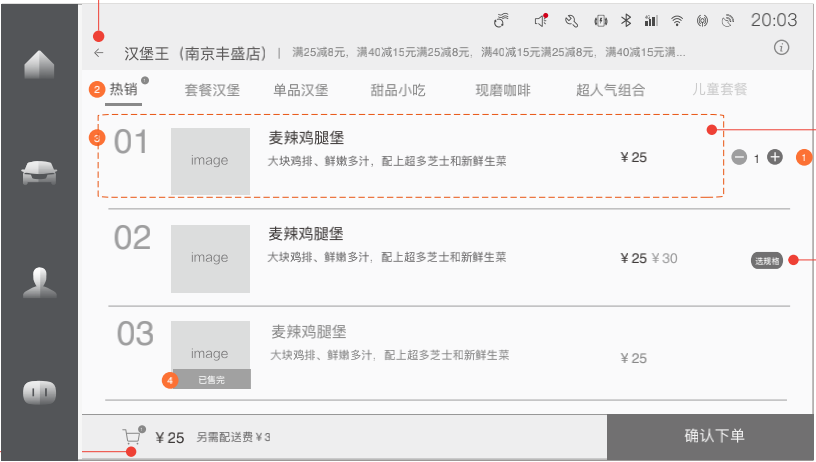 20:03
汉堡王（南京丰盛店） | 满25减8元，满40减15元满25减8元，满40减15元满25减8元，满40减15元满...
2 热销 套餐汉堡 单品汉堡 甜品小吃 现磨咖啡 超人气组合 儿童套餐
3 01 image 麦辣鸡腿堡
大块鸡排、鲜嫩多汁，配上超多芝士和新鲜生菜
¥25 1 1
02 image 麦辣鸡腿堡
大块鸡排、鲜嫩多汁，配上超多芝士和新鲜生菜
¥25 ¥30 选规格
03 image 麦辣鸡腿堡
大块鸡排、鲜嫩多汁，配上超多芝士和新鲜生菜
¥25
4 已售完
¥25 另需配送费¥3 确认下单